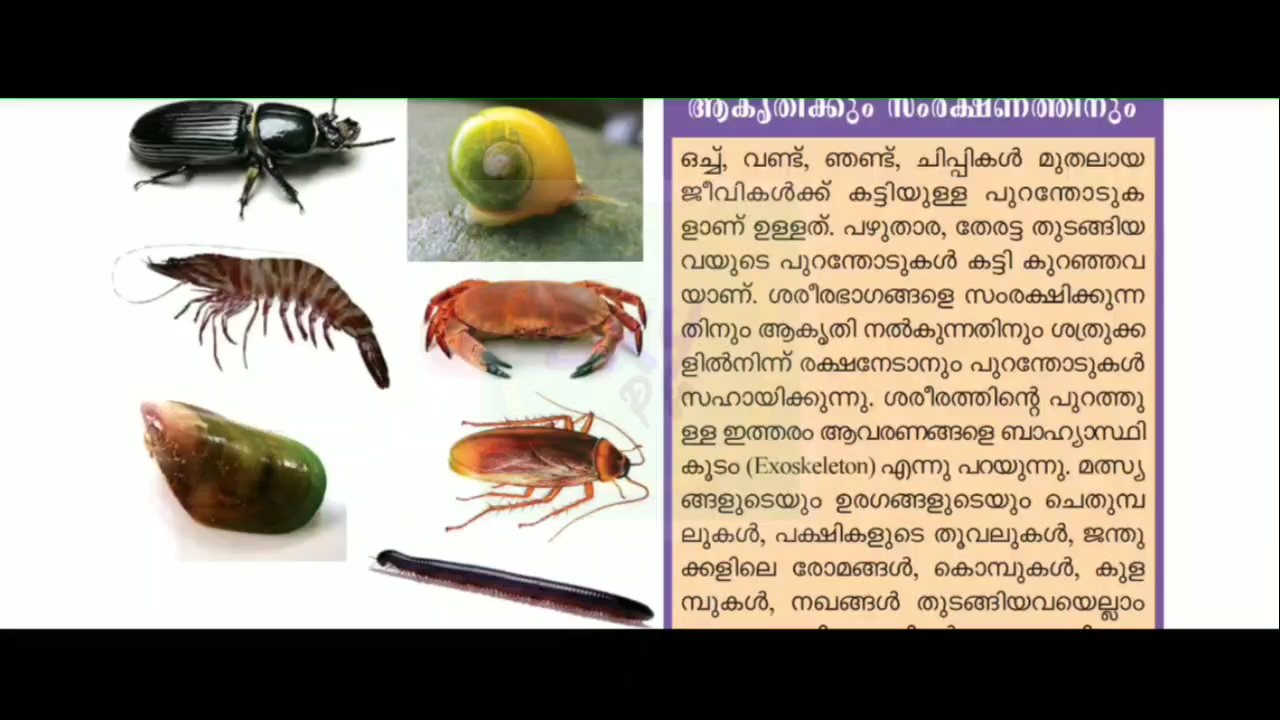 ആകൃതിക്കും സംരക്ഷണത്തിനും
ഒച്ച്, വണ്ട്, ഞണ്ട്, ചിപ്പികൾ മുതലായ
ജീവികൾക്ക് കട്ടിയുള്ള പുറന്തോടുക
ളാണ് ഉള്ളത്. പഴുതാര, തേരട്ട തുടങ്ങിയ
വയുടെ പുറന്തോടുകൾ കട്ടി കുറഞ്ഞവ
യാണ്. ശരീരഭാഗങ്ങളെ സംരക്ഷിക്കുന്ന
തിനും ആകൃതി നൽകുന്നതിനും ശത്രുക്ക
ളിൽനിന്ന് രക്ഷനേടാനും പുറന്തോടുകൾ
സഹായിക്കുന്നു. ശരീരത്തിന്റെ പുറത്തു
ള്ള ഇത്തരം ആവരണങ്ങളെ ബാഹ്യാസ്ഥി
കൂടം (Exoskeleton) എന്നു പറയുന്നു. മത്സ്യ
ങ്ങളുടെയും ഉരഗങ്ങളുടെയും ചെതുമ്പ
ലുകൾ, പക്ഷികളുടെ തൂവലുകൾ, ജന്തു
ക്കളിലെ രോമങ്ങൾ, കൊമ്പുകൾ, കുള
മ്പുകൾ, നഖങ്ങൾ തുടങ്ങിയവയെല്ലാം